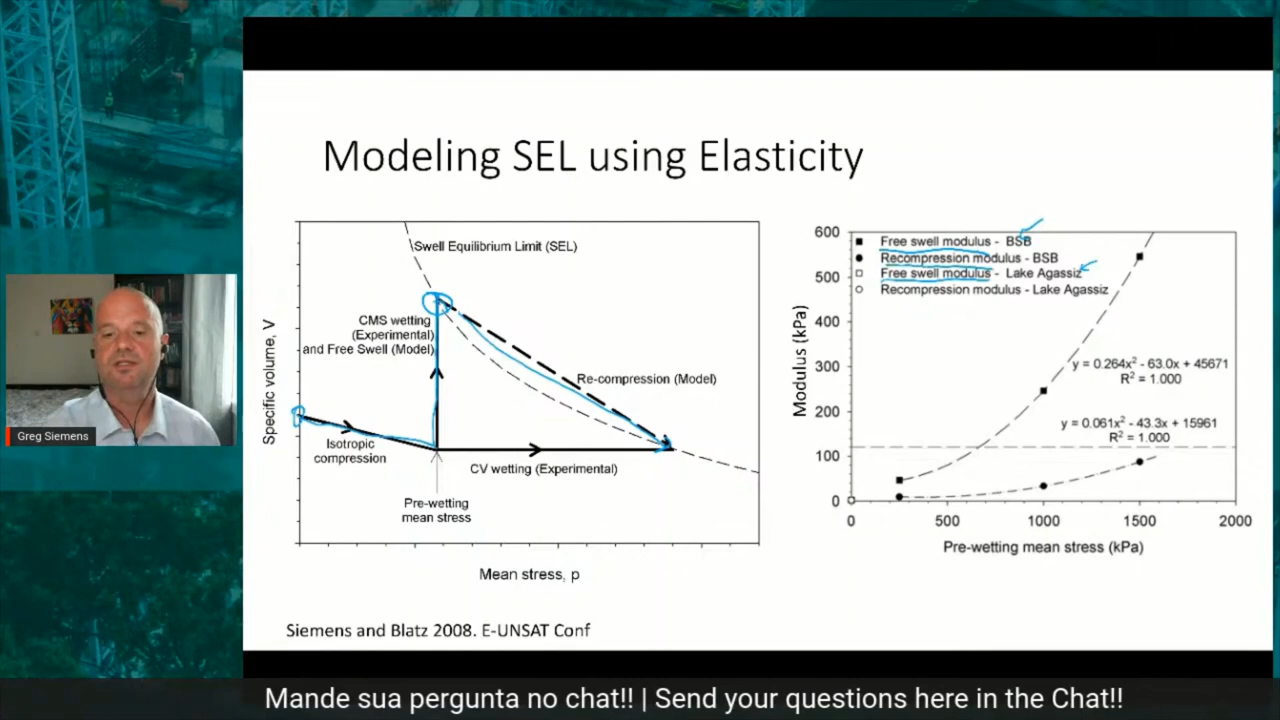 Modeling SEL using Elasticity
Swell Equilibrium Limit (SEL)
CMS wetting
(Experimental)
and Free Swell (Model)
Re-compression (Model)
Isotropic
compression
CV wetting (Experimental)
Pre-wetting
mean stress
Specific volume, V
Mean stress, p
600
500
400
300
200
100
0
Modulus (kPa)
Free swell modulus - BSB
Recompression modulus - BSB
Free swell modulus - Lake Agassiz
Recompression modulus - Lake Agassiz
y = 0.264x² - 63.0x + 45671
R² = 1.000
y = 0.061x² - 43.3x + 15961
R² = 1.000
0 500 1000 1500 2000
Pre-wetting mean stress (kPa)
Siemens and Blatz 2008. E-UNSAT Conf
Greg Siemens
Mande sua pergunta no chat!! | Send your questions here in the Chat!!